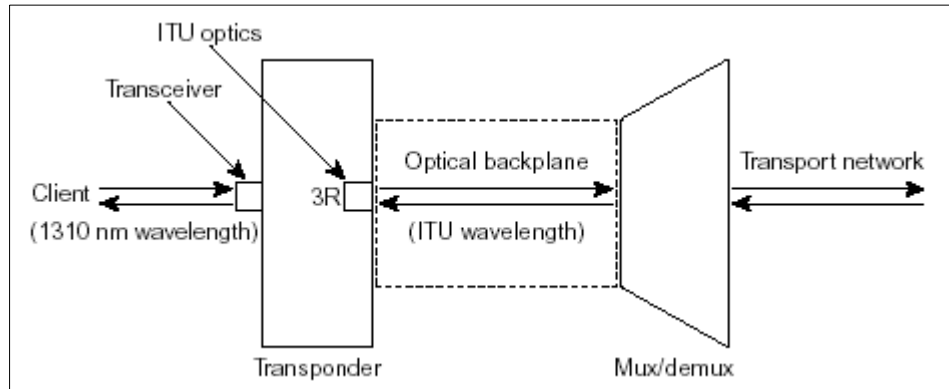 ITU optics
Transceiver
Optical backplane
Transport network
Client
3R
(1310 nm wavelength)
(ITU wavelength)
Transponder
Mux/demux